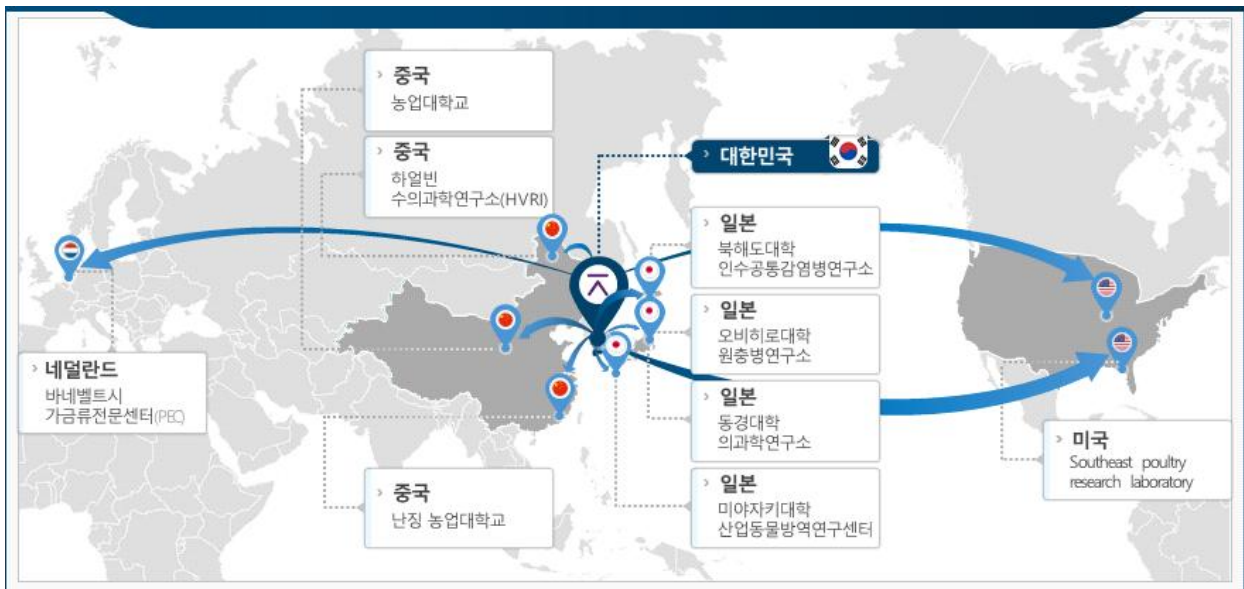 중국
농업대학교
중국
하얼빈
수의과학연구소(HVRI)
대한민국
일본
북해도대학
인수공통감염병연구소
일본
오비히로대학
원충병연구소
네덜란드
바네벨트시
가금류전문센터(PEC)
일본
동경대학
의과학연구소
미국
Southeast poultry
research laboratory
중국
난징 농업대학교
일본
미야자키대학
산업동물방역연구센터